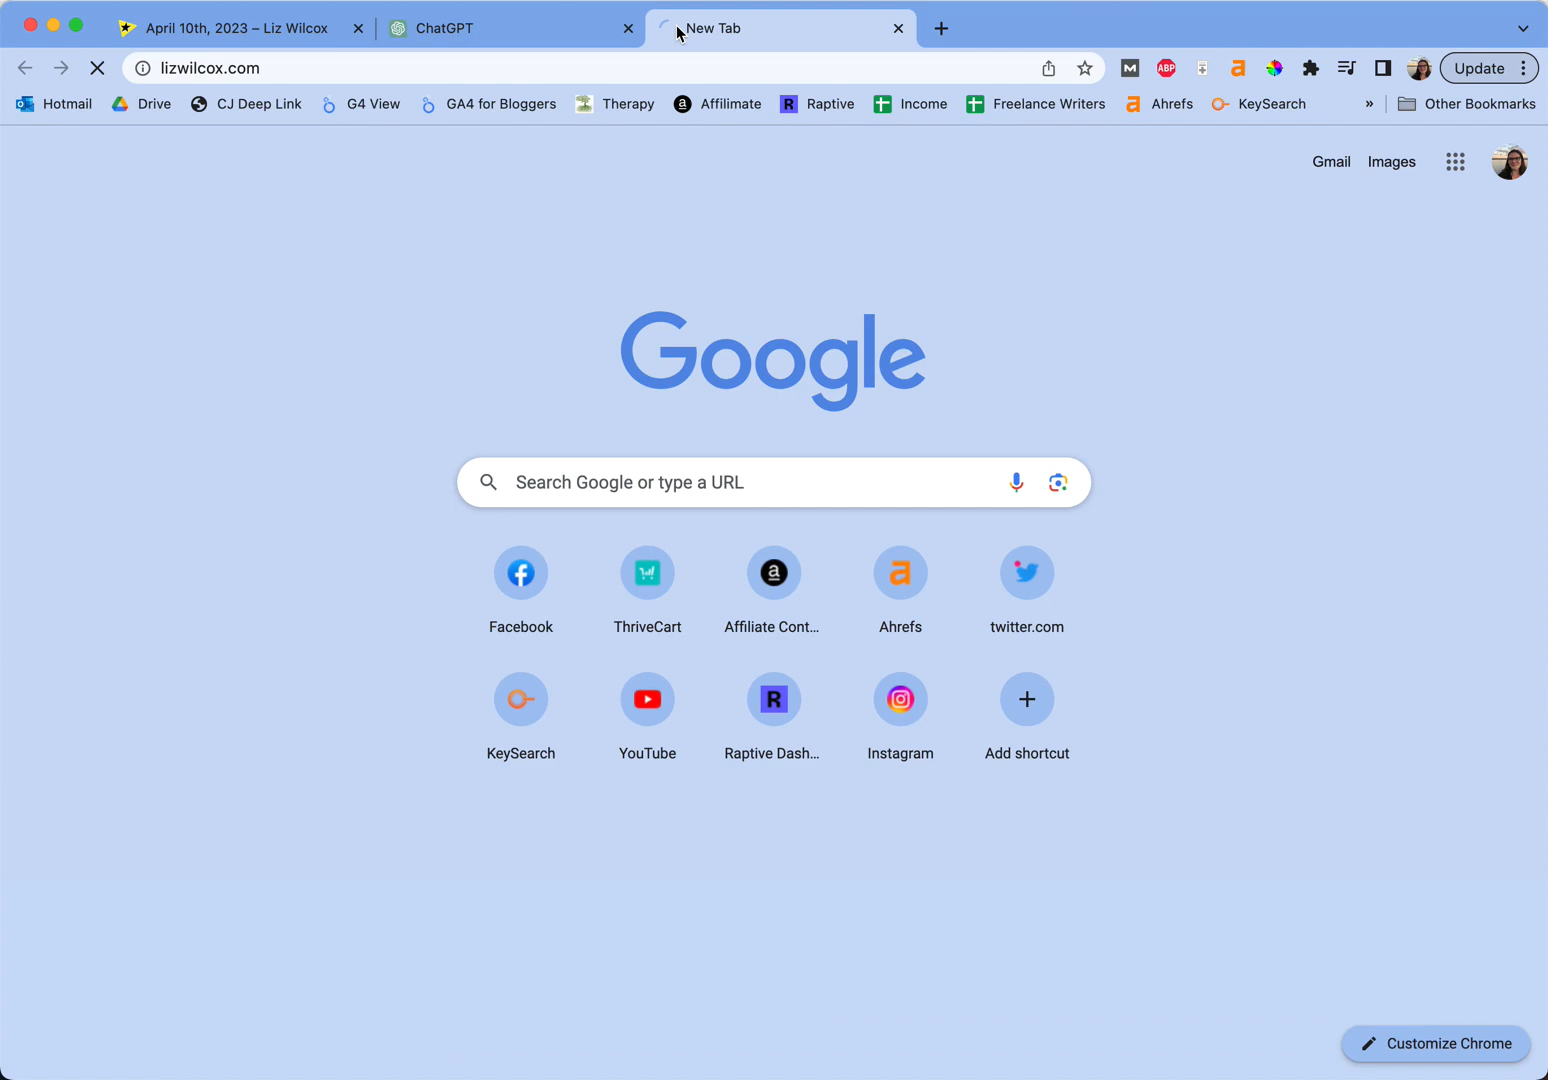 April 10th, 2023 – Liz Wilcox
ChatGPT
New Tab
lizwilcox.com
M
ABP
a
Update
Hotmail
Drive
CJ Deep Link
G4 View
GA4 for Bloggers
Therapy
a Affilimate
R Raptive
Income
Freelance Writers
a Ahrefs
KeySearch
»
Other Bookmarks
Gmail
Images
Google
Search Google or type a URL
Facebook
ThriveCart
Affiliate Cont...
Ahrefs
twitter.com
KeySearch
YouTube
Raptive Dash...
Instagram
Add shortcut
Customize Chrome